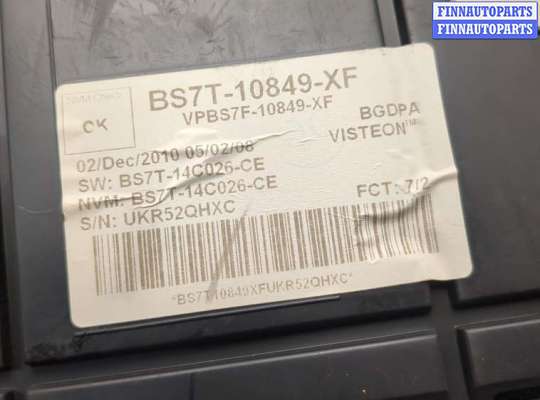 FINNAUTOPARTS
FINNAUTOPARTS
OK
BS7T-10849-XF
VPBS7F-10849-XF
BGDPA
VISTEON™
02/Dec/2010 05/02/08
SW: BS7T-14C026-CE
NVM: BS7T-14C026-CE
FCT: 7/2
S/N: UKR52QHXC
*BS7T10849XFUKR52QHXC*